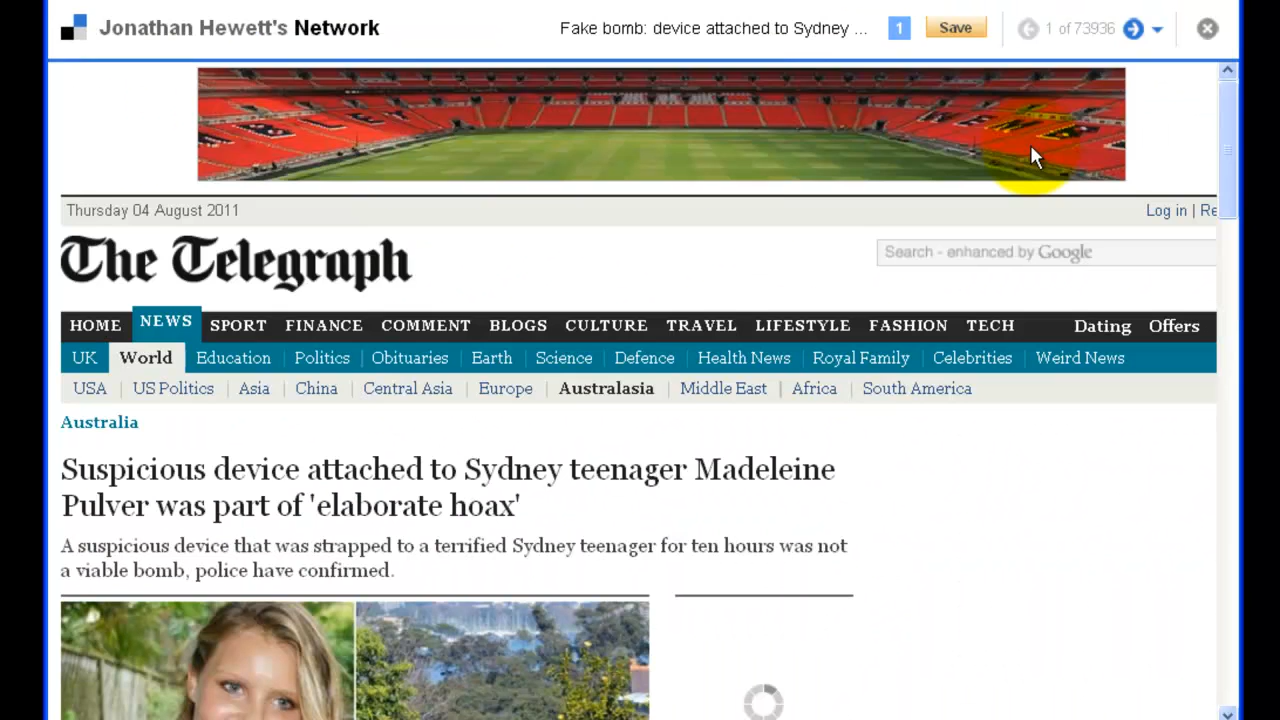 Jonathan Hewett's Network
Fake bomb: device attached to Sydney ...
1
Save
1 of 73936
Thursday 04 August 2011
Log in | Re
The Telegraph
Search - enhanced by Google
HOME NEWS SPORT FINANCE COMMENT BLOGS CULTURE TRAVEL LIFESTYLE FASHION TECH Dating Offers
UK World Education Politics Obituaries Earth Science Defence Health News Royal Family Celebrities Weird News
USA US Politics Asia China Central Asia Europe Australasia Middle East Africa South America
Australia
Suspicious device attached to Sydney teenager Madeleine
Pulver was part of 'elaborate hoax'
A suspicious device that was strapped to a terrified Sydney teenager for ten hours was not
a viable bomb, police have confirmed.